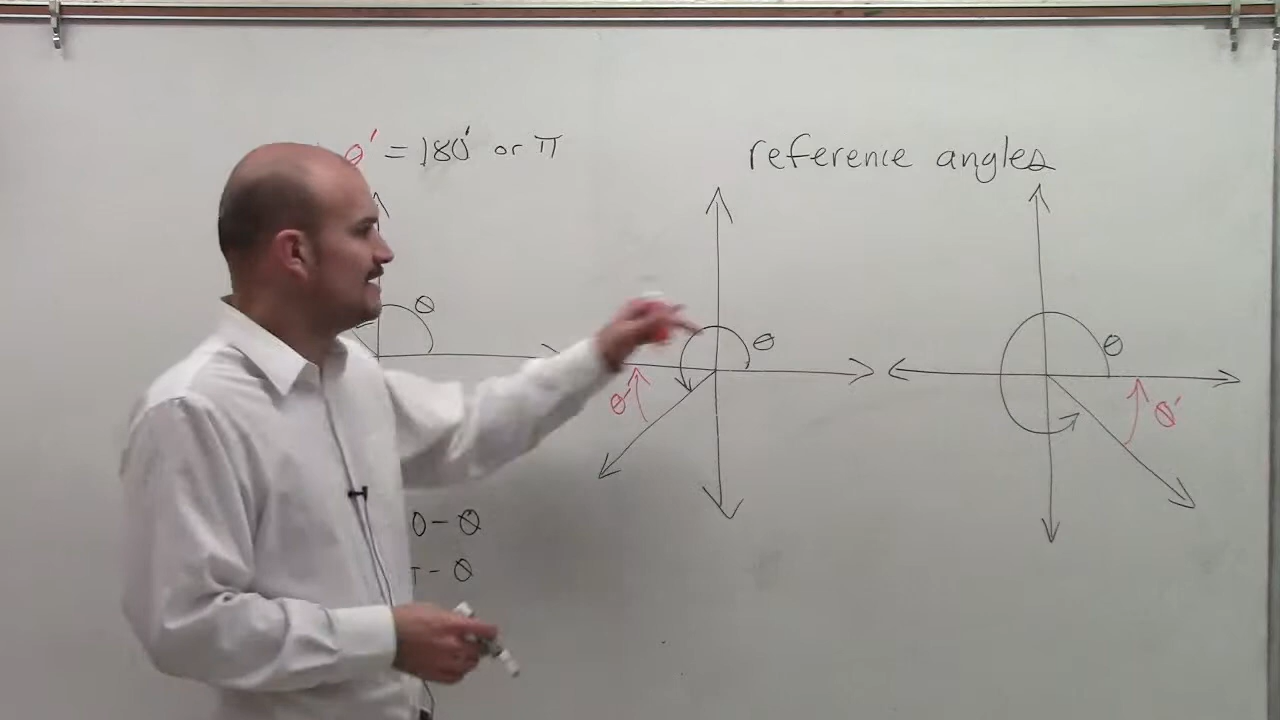 θ' = 180° or π
reference angles
θ
θ
θ
θ'
θ'
0 - θ
- θ